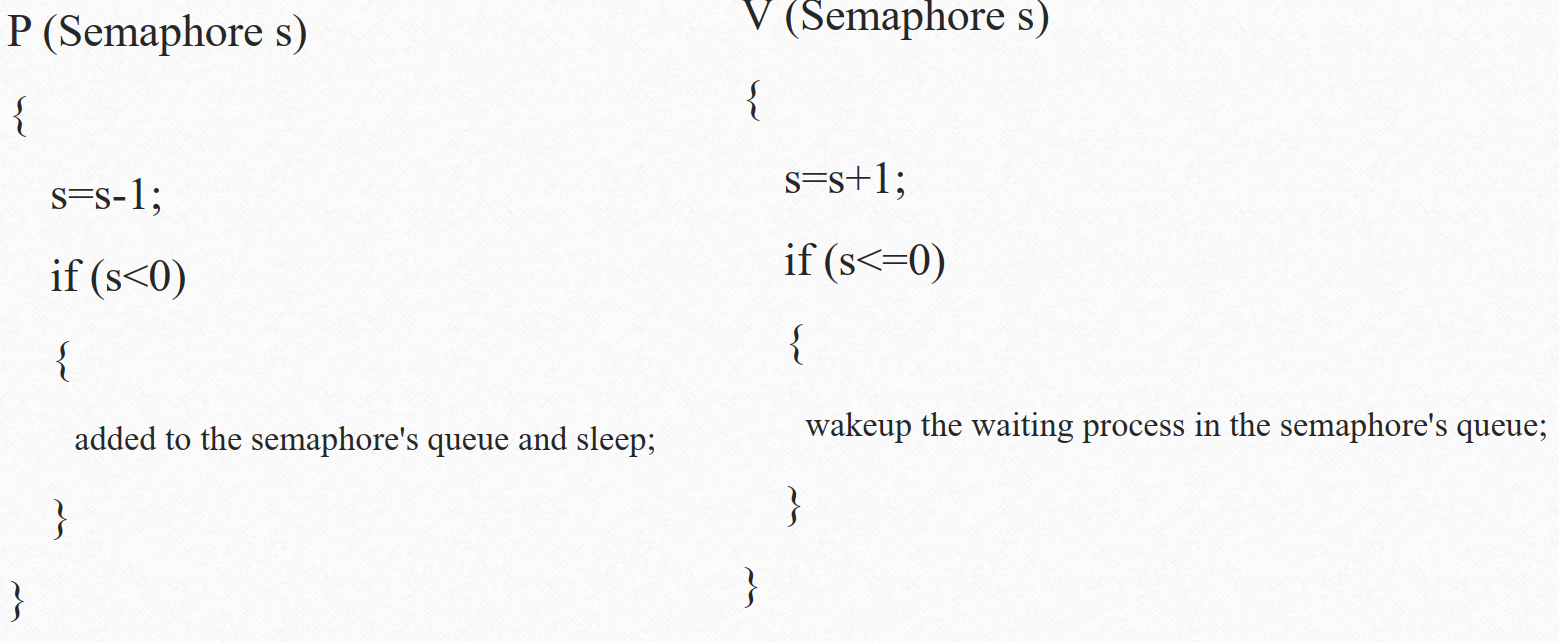 P (Semaphore s)
{
s=s-1;
if (s<0)
{
added to the semaphore's queue and sleep;
}
}
V (Semaphore s)
{
s=s+1;
if (s<=0)
{
wakeup the waiting process in the semaphore's queue;
}
}